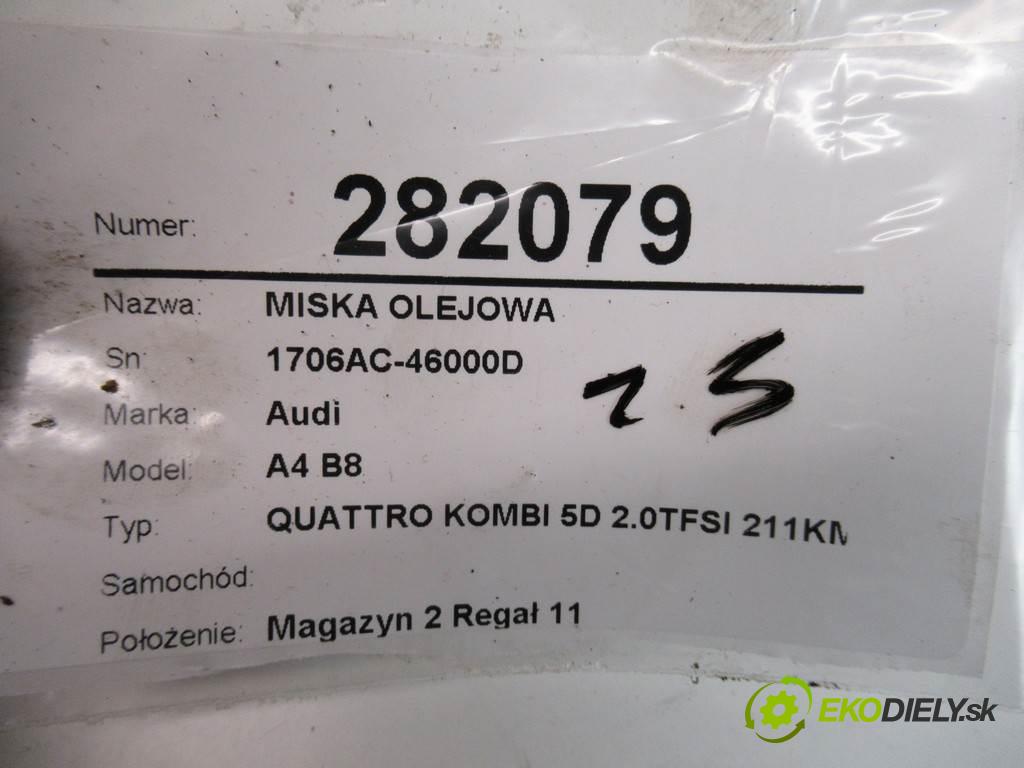 Numer: 282079
Nazwa: MISKA OLEJOWA
Sn: 1706AC-46000D
Marka: Audi
Model: A4 B8
Typ: QUATTRO KOMBI 5D 2.0TFSI 211KM
Samochód:
Położenie: Magazyn 2 Regał 11
EKODIELY.sk